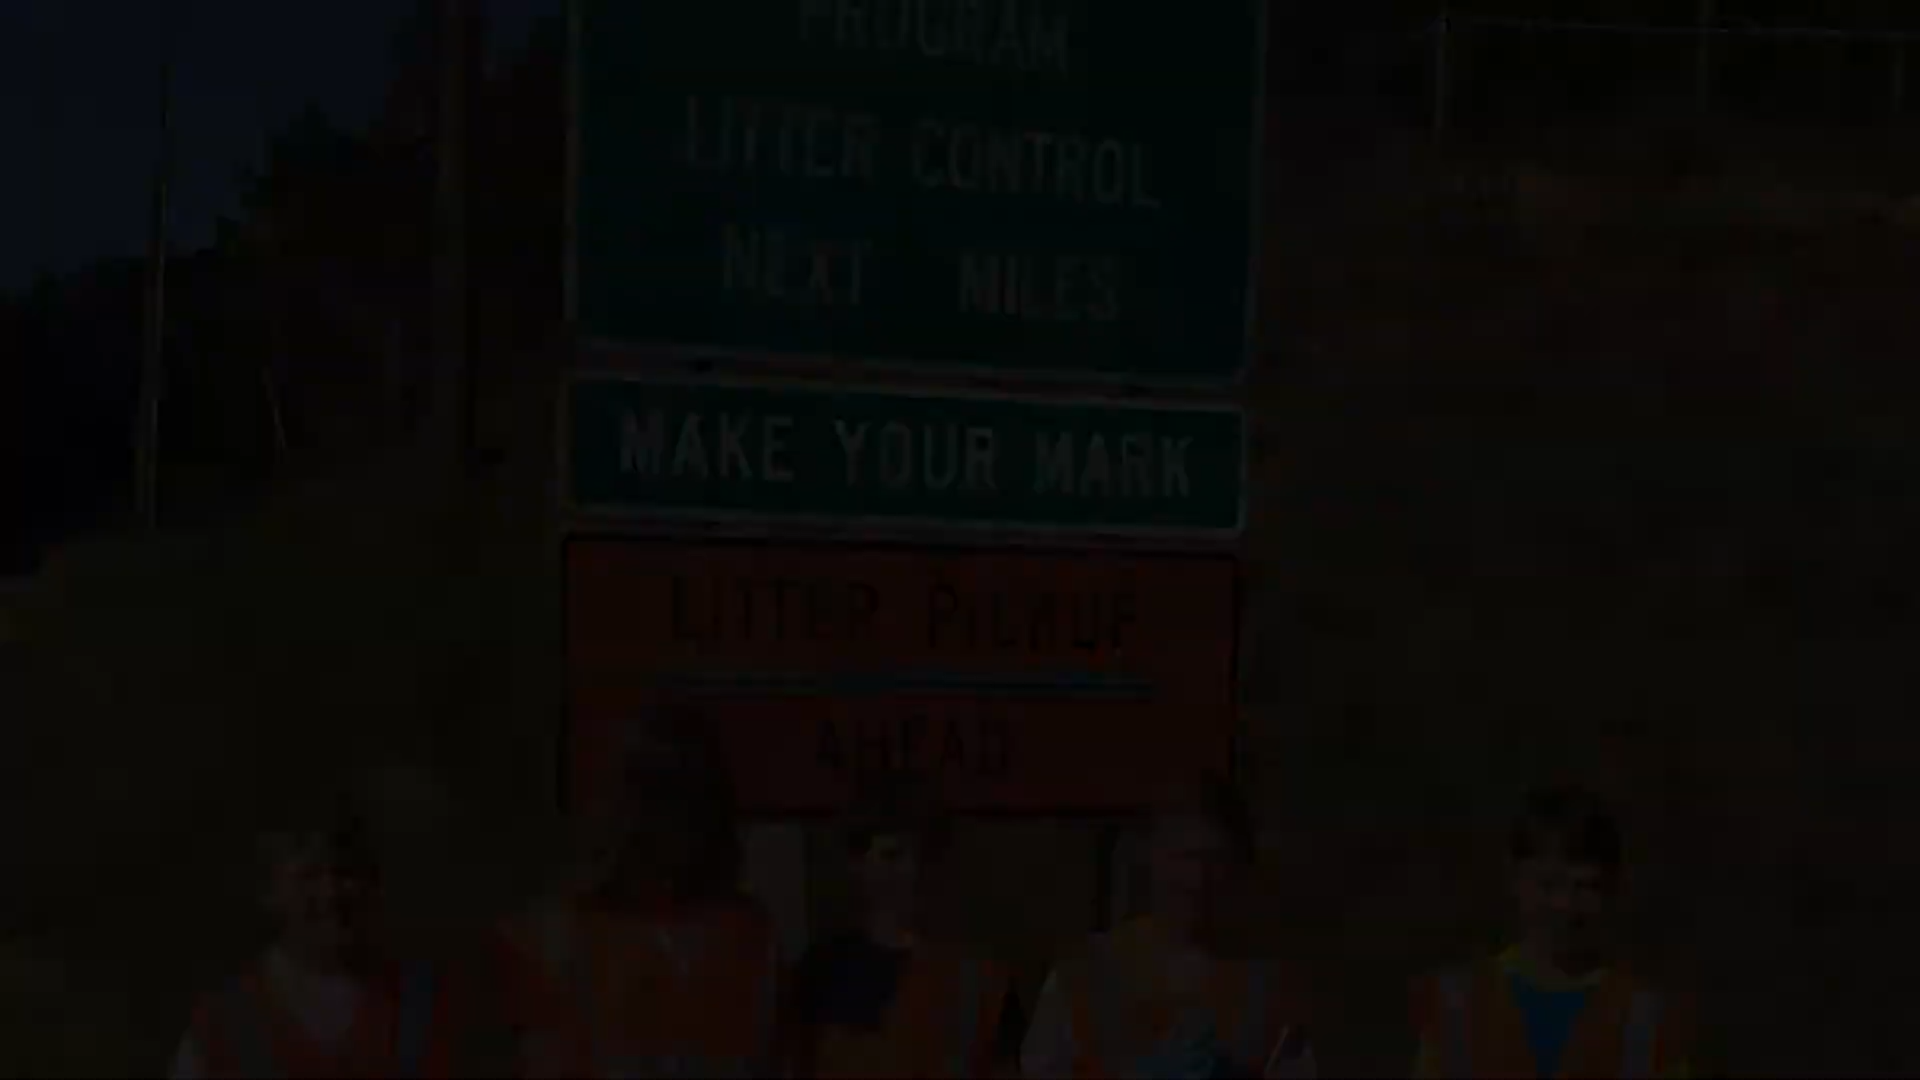 PROGRAM
LITTER CONTROL
NEXT MILES
MAKE YOUR MARK
LITTER PICKUP
AHEAD